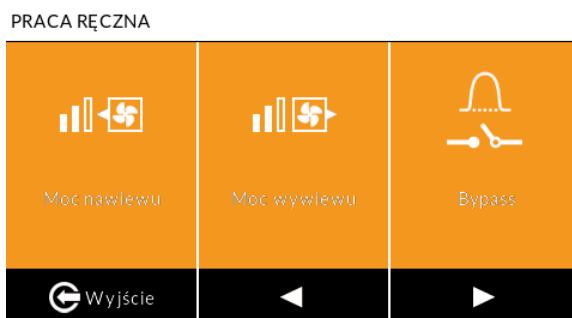 PRACA RĘCZNA
Moc nawiewu
Moc wywiewu
Bypass
Wyjście